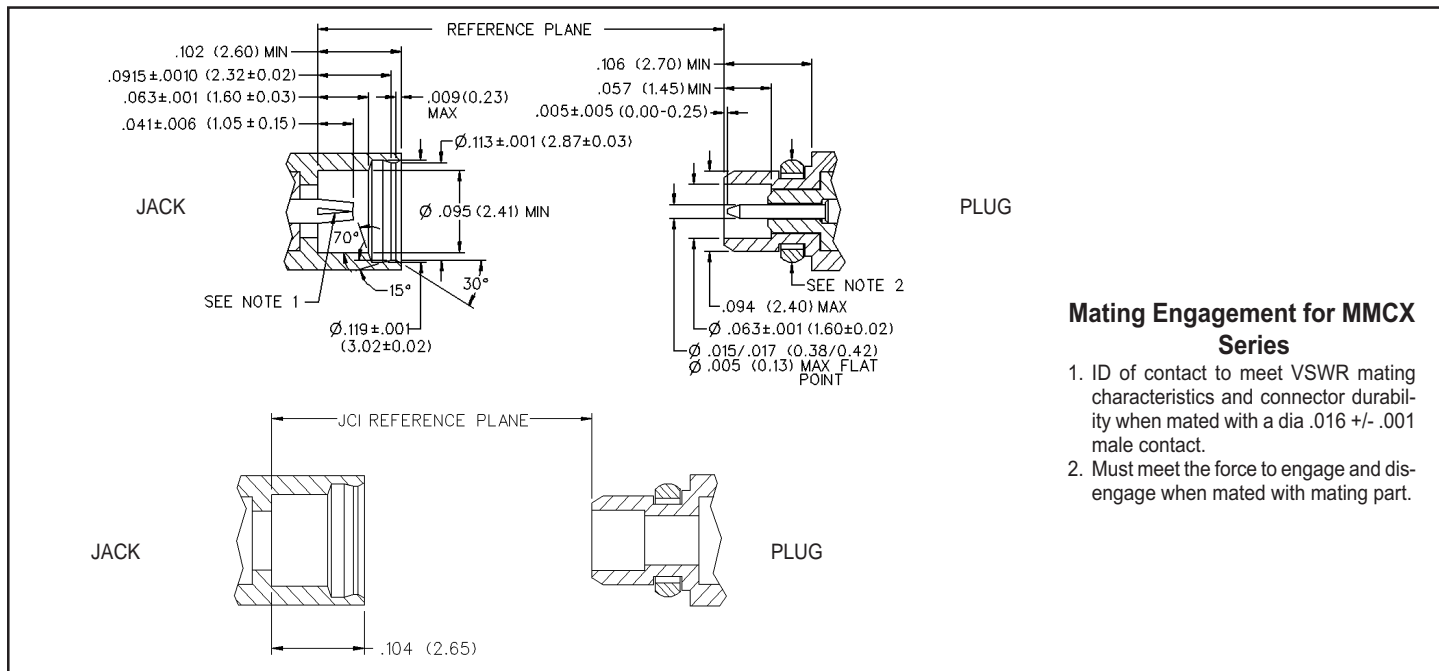 REFERENCE PLANE
.102 (2.60) MIN
.0915±.0010 (2.32±0.02)
.063±.001 (1.60±0.03)
.041±.006 (1.05±0.15)
.009(0.23)
MAX
Ø.113±.001 (2.87±0.03)
.106 (2.70) MIN
.057 (1.45) MIN
.005±.005 (0.00-0.25)
JACK
Ø .095 (2.41) MIN
PLUG
70°
15°
30°
SEE NOTE 1
Ø.119±.001
(3.02±0.02)
SEE NOTE 2
.094 (2.40) MAX
Ø .063±.001 (1.60±0.02)
Ø .015/.017 (0.38/0.42)
Ø .005 (0.13) MAX FLAT
POINT
Mating Engagement for MMCX
Series
1. ID of contact to meet VSWR mating
characteristics and connector durabil-
ity when mated with a dia .016 +/- .001
male contact.
2. Must meet the force to engage and dis-
engage when mated with mating part.
JCI REFERENCE PLANE
JACK
PLUG
.104 (2.65)